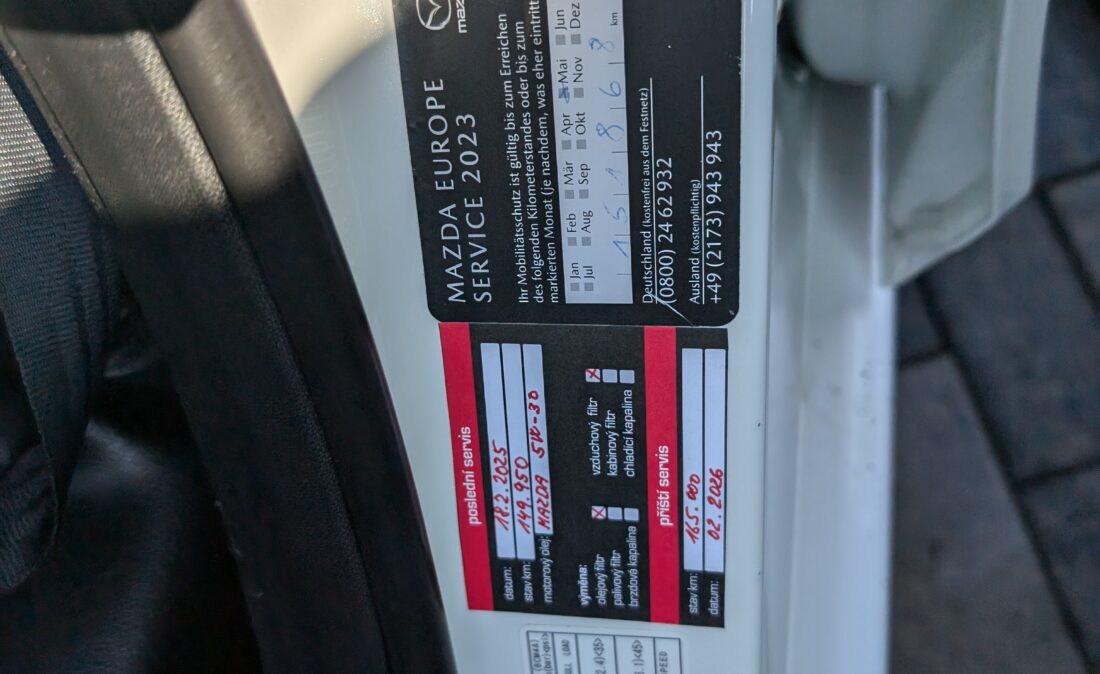 MAZDA EUROPE
SERVICE 2023
Ihr Mobilitätsschutz ist gültig bis zum Erreichen
des folgenden Kilometerstandes oder bis zum
markierten Monat (je nachdem, was eher eintritt
Jan Feb Mär Apr Mai Jun
Jul Aug Sep Okt Nov Dez
151868 km
Deutschland (kostenfrei aus dem Festnetz)
(0800) 24 62 932
Ausland (kostenpflichtig)
+49 (2173) 943 943
poslední servis
datum: 18.2.2025
stav km: 149.950
motorový olej: MAZDA 5W-30
výměna:
olejový filtr X vzduchový filtr X
palivový filtr kabinový filtr
brzdová kapalina chladící kapalina
příští servis
stav km: 165.000
datum: 02.2026
LOAD
SPEED